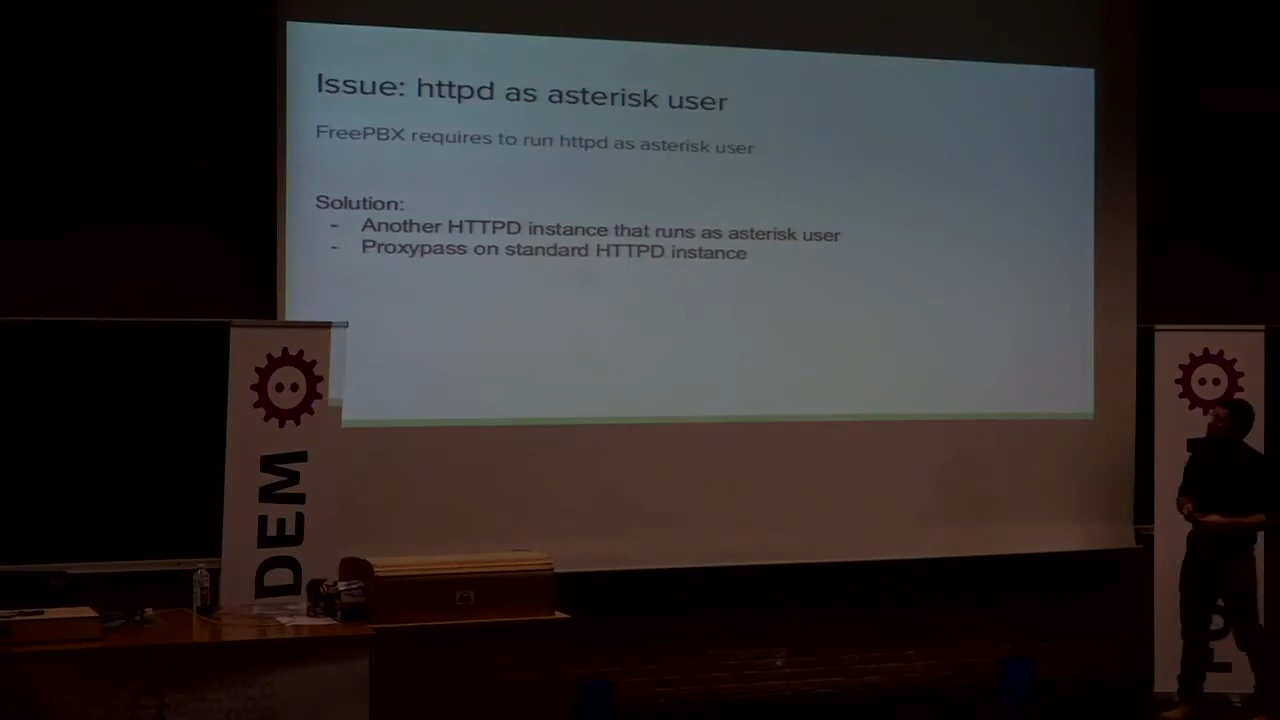 Issue: httpd as asterisk user
FreePBX requires to run httpd as asterisk user
Solution:
- Another HTTPD instance that runs as asterisk user
- Proxypass on standard HTTPD instance
DEM